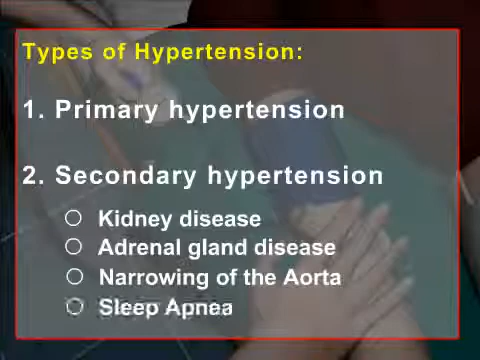 Types of Hypertension:
1. Primary hypertension
2. Secondary hypertension
Kidney disease
Adrenal gland disease
Narrowing of the Aorta
Sleep Apnea